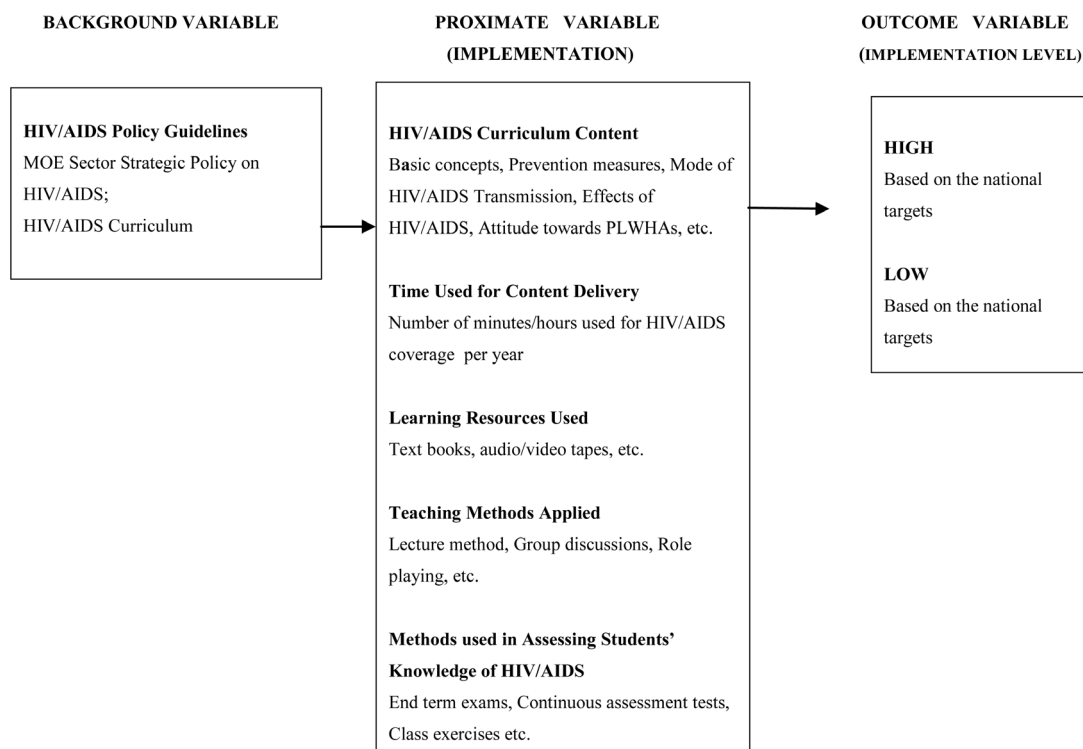 BACKGROUND VARIABLE
HIV/AIDS Policy Guidelines
MOE Sector Strategic Policy on
HIV/AIDS;
HIV/AIDS Curriculum
PROXIMATE VARIABLE
(IMPLEMENTATION)
HIV/AIDS Curriculum Content
Basic concepts, Prevention measures, Mode of
HIV/AIDS Transmission, Effects of
HIV/AIDS, Attitude towards PLWHAs, etc.
Time Used for Content Delivery
Number of minutes/hours used for HIV/AIDS
coverage per year
Learning Resources Used
Text books, audio/video tapes, etc.
Teaching Methods Applied
Lecture method, Group discussions, Role
playing, etc.
Methods used in Assessing Students’
Knowledge of HIV/AIDS
End term exams, Continuous assessment tests,
Class exercises etc.
OUTCOME VARIABLE
(IMPLEMENTATION LEVEL)
HIGH
Based on the national
targets
LOW
Based on the national
targets